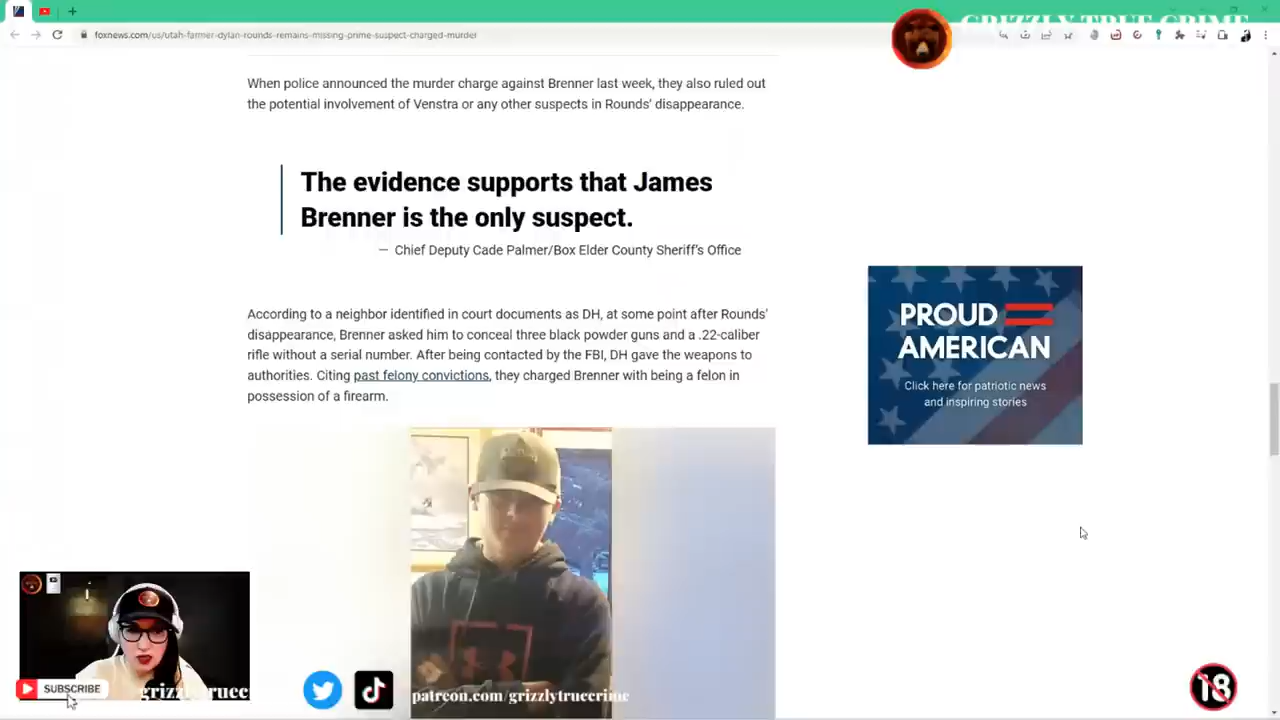 GRIZZLY TRUE CRIME
foxnews.com/us/utah-farmer-dylan-rounds-remains-missing-prime-suspect-charged-murder
When police announced the murder charge against Brenner last week, they also ruled out
the potential involvement of Venstra or any other suspects in Rounds' disappearance.
The evidence supports that James
Brenner is the only suspect.
— Chief Deputy Cade Palmer/Box Elder County Sheriff's Office
According to a neighbor identified in court documents as DH, at some point after Rounds'
disappearance, Brenner asked him to conceal three black powder guns and a .22-caliber
rifle without a serial number. After being contacted by the FBI, DH gave the weapons to
authorities. Citing past felony convictions, they charged Brenner with being a felon in
possession of a firearm.
PROUD
AMERICAN
Click here for patriotic news
and inspiring stories
SUBSCRIBE
patreon.com/grizzlytruecrime
18